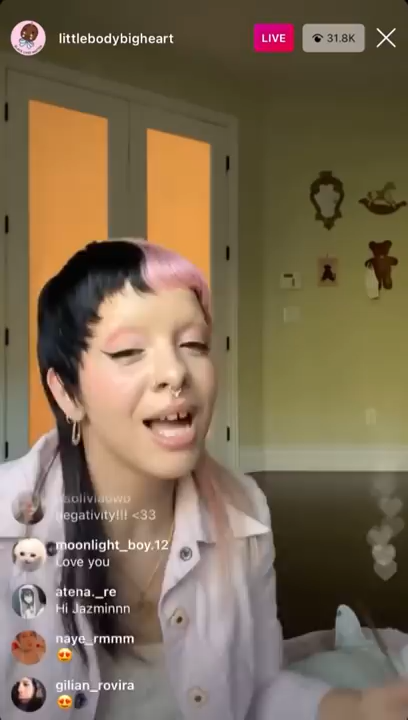 littlebodybigheart
LIVE
31.8K
negativity!!! <33
moonlight_boy.12
Love you
atena._re
Hi Jazminnn
naye_rmmm
😍
gilian_rovira
😍